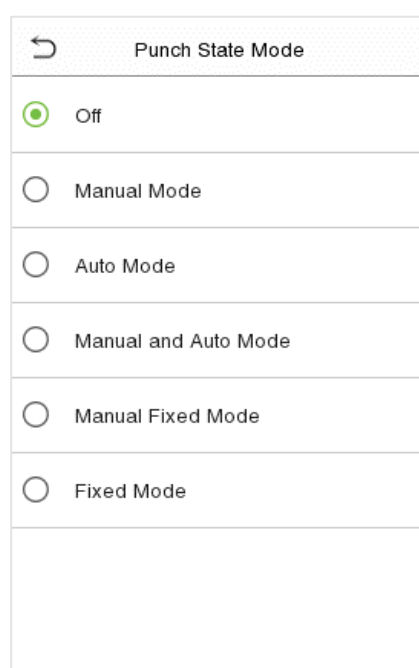 Punch State Mode
Off
Manual Mode
Auto Mode
Manual and Auto Mode
Manual Fixed Mode
Fixed Mode